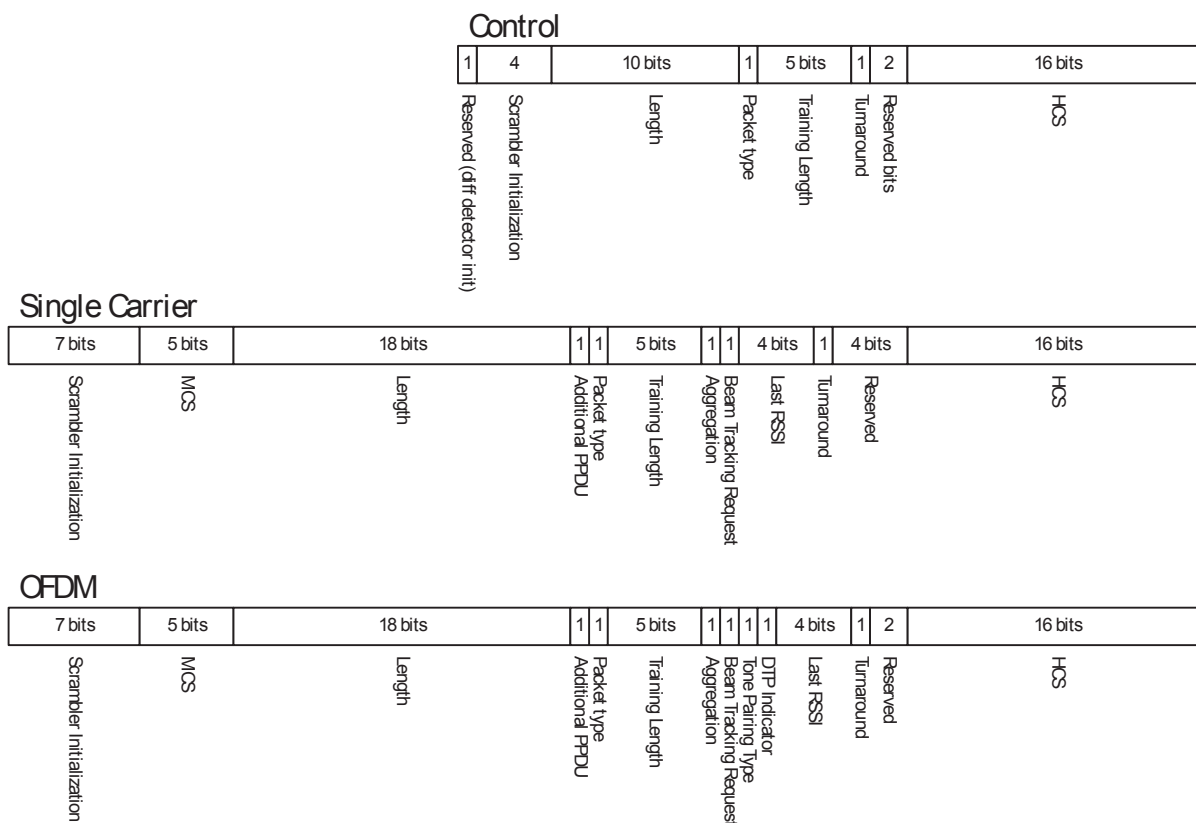 Control
1 4 10 bits 1 5 bits 1 2 16 bits
Reserved (diff detector init)
Scrambler Initialization
Length
Packet type
Training Length
Turnaround
Reserved bits
HCS
Single Carrier
7 bits 5 bits 18 bits 1 1 5 bits 1 1 4 bits 1 4 bits 16 bits
Scrambler Initialization
MCS
Length
Additional PPDU
Packet type
Training Length
Aggregation
Beam Tracking Request
Last RSSI
Turnaround
Reserved
HCS
OFDM
7 bits 5 bits 18 bits 1 1 5 bits 1 1 1 1 4 bits 1 2 16 bits
Scrambler Initialization
MCS
Length
Additional PPDU
Packet type
Training Length
Aggregation
Beam Tracking Request
Tone Pairing Type
DTP Indicator
Last RSSI
Turnaround
Reserved
HCS